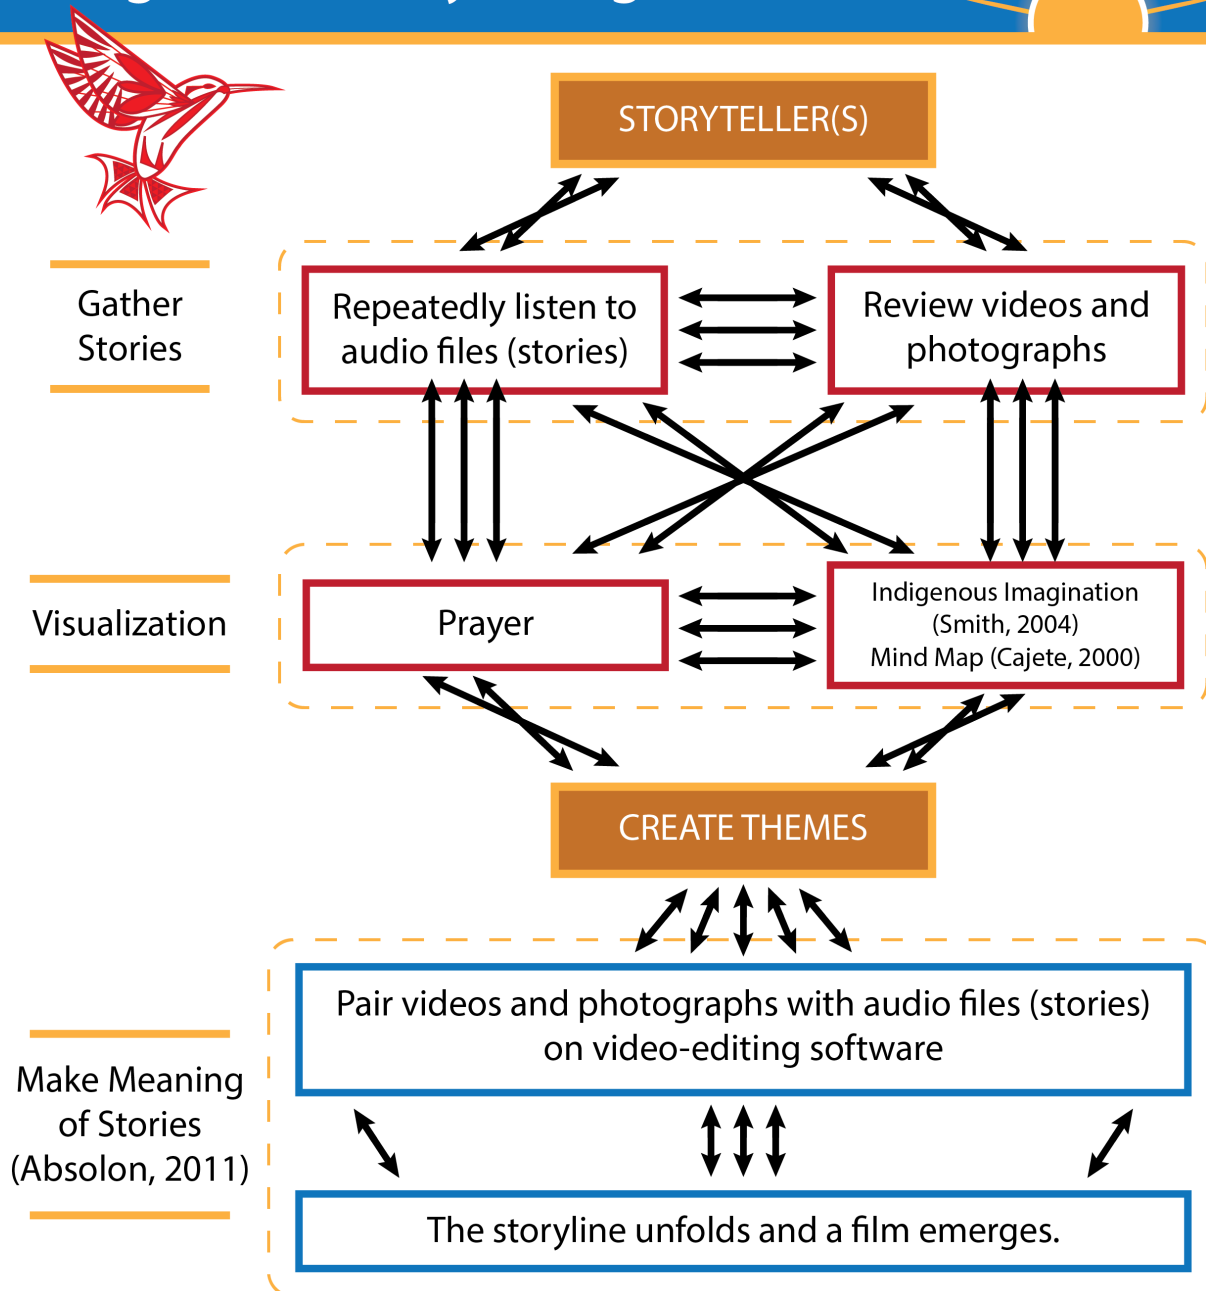 STORYTELLER(S)
Gather
Stories
Repeatedly listen to
audio files (stories)
Review videos and
photographs
Visualization
Prayer
Indigenous Imagination
(Smith, 2004)
Mind Map (Cajete, 2000)
CREATE THEMES
Make Meaning
of Stories
(Absolon, 2011)
Pair videos and photographs with audio files (stories)
on video-editing software
The storyline unfolds and a film emerges.